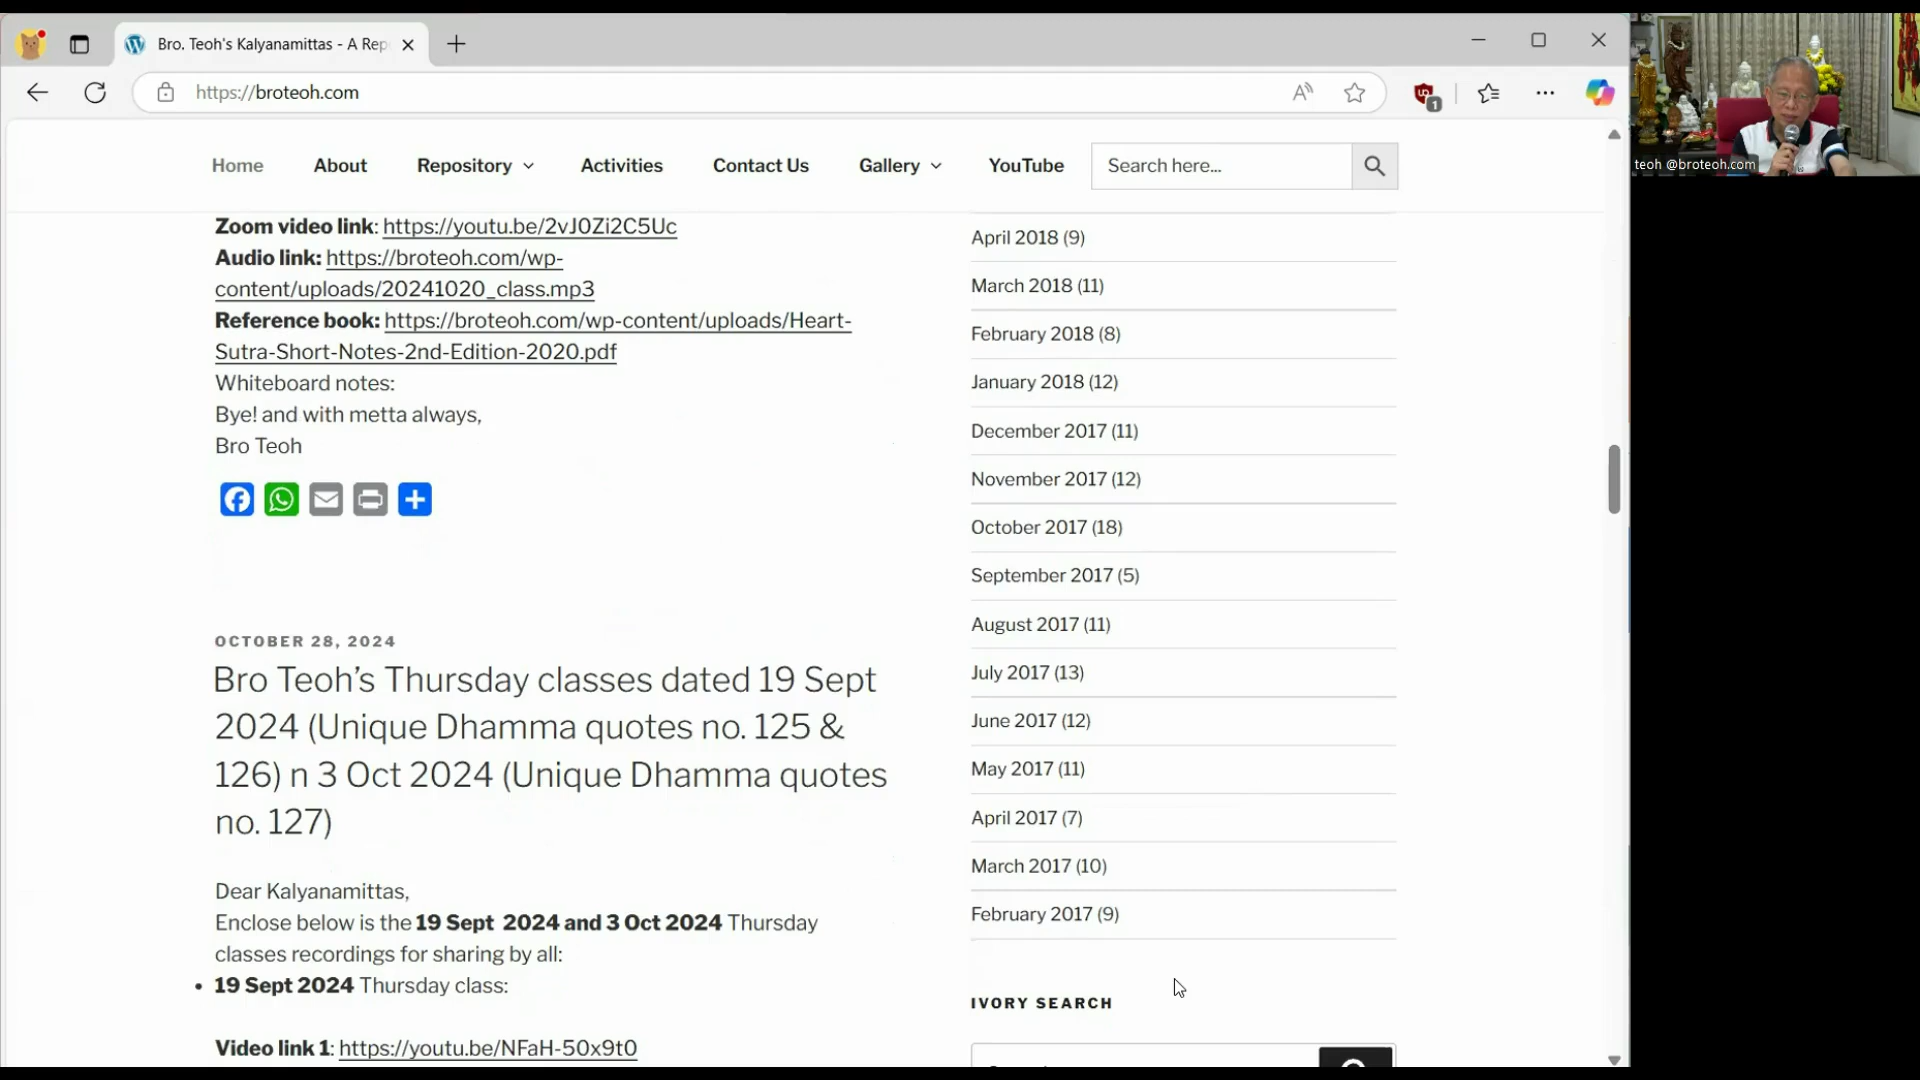 Bro. Teoh's Kalyanamittas - A Rep
https://broteoh.com
1
Home
About
Repository
Activities
Contact Us
Gallery
YouTube
Search here...
teoh @broteoh.com
Zoom video link: https://youtu.be/2vJ0Zi2C5Uc
Audio link: https://broteoh.com/wp-
content/uploads/20241020_class.mp3
Reference book: https://broteoh.com/wp-content/uploads/Heart-
Sutra-Short-Notes-2nd-Edition-2020.pdf
Whiteboard notes:
Bye! and with metta always,
Bro Teoh
OCTOBER 28, 2024
Bro Teoh's Thursday classes dated 19 Sept
2024 (Unique Dhamma quotes no. 125 &
126) n 3 Oct 2024 (Unique Dhamma quotes
no. 127)
Dear Kalyanamittas,
Enclose below is the 19 Sept 2024 and 3 Oct 2024 Thursday
classes recordings for sharing by all:
• 19 Sept 2024 Thursday class:
Video link 1: https://youtu.be/NFaH-50x9t0
April 2018 (9)
March 2018 (11)
February 2018 (8)
January 2018 (12)
December 2017 (11)
November 2017 (12)
October 2017 (18)
September 2017 (5)
August 2017 (11)
July 2017 (13)
June 2017 (12)
May 2017 (11)
April 2017 (7)
March 2017 (10)
February 2017 (9)
IVORY SEARCH